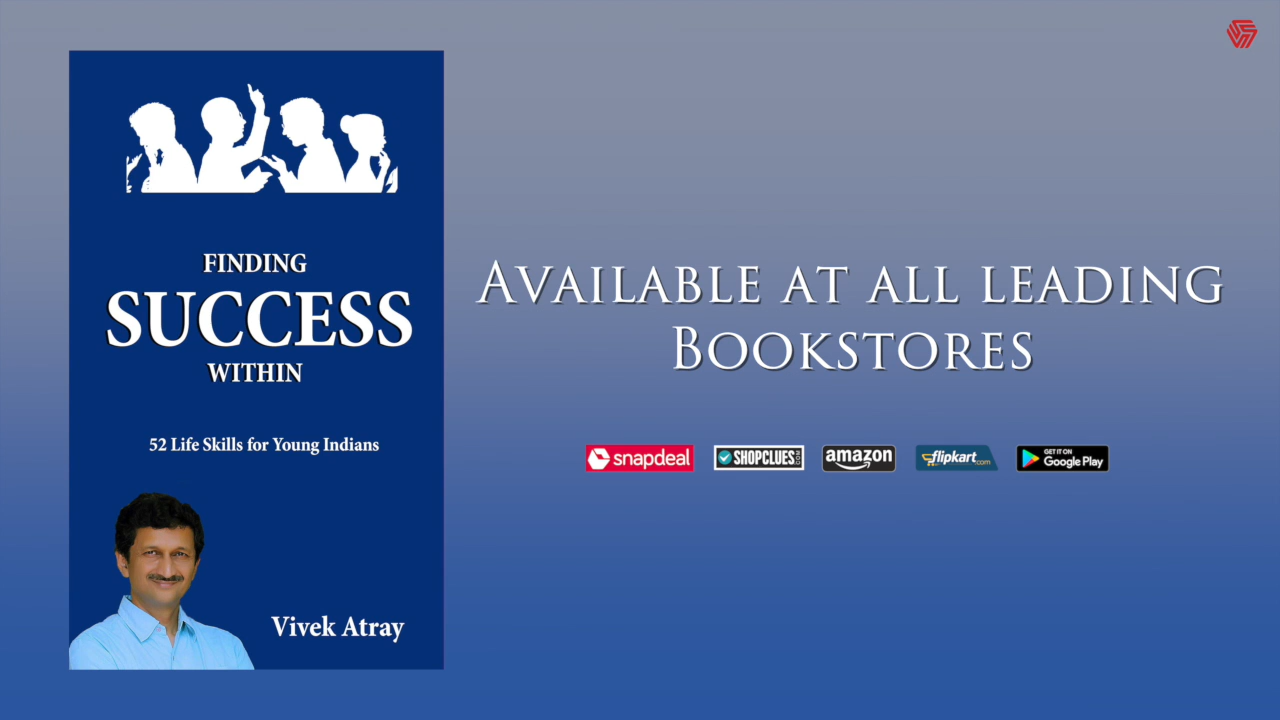 FINDING
SUCCESS
WITHIN
52 Life Skills for Young Indians
Vivek Atray
AVAILABLE AT ALL LEADING
BOOKSTORES
snapdeal
SHOPCLUES.COM
amazon
flipkart.com
GET IT ON
Google Play